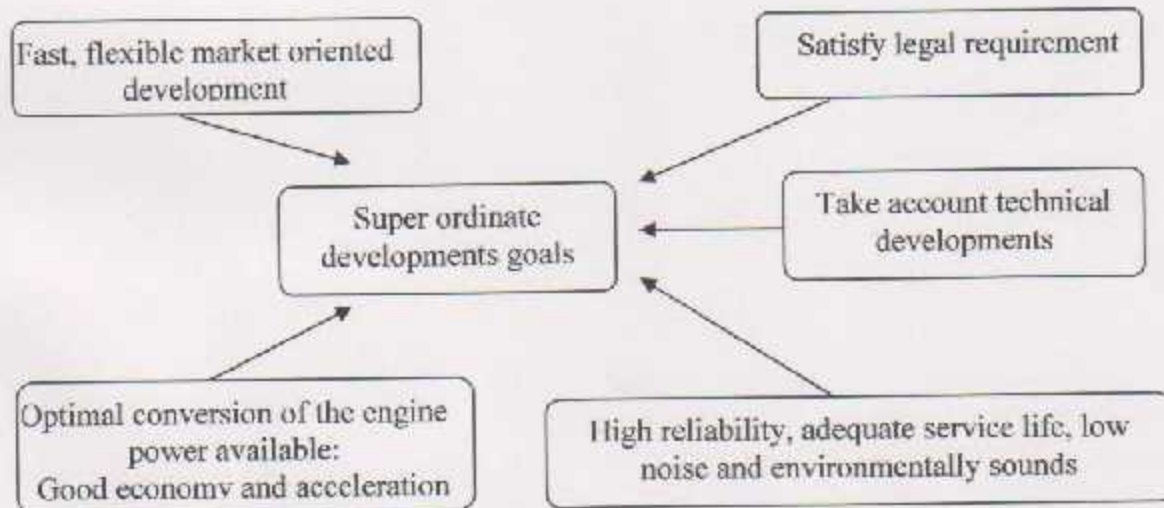 Fast, flexible market oriented
development
Satisfy legal requirement
Super ordinate
developments goals
Take account technical
developments
Optimal conversion of the engine
power available:
Good economy and acceleration
High reliability, adequate service life, low
noise and environmentally sounds